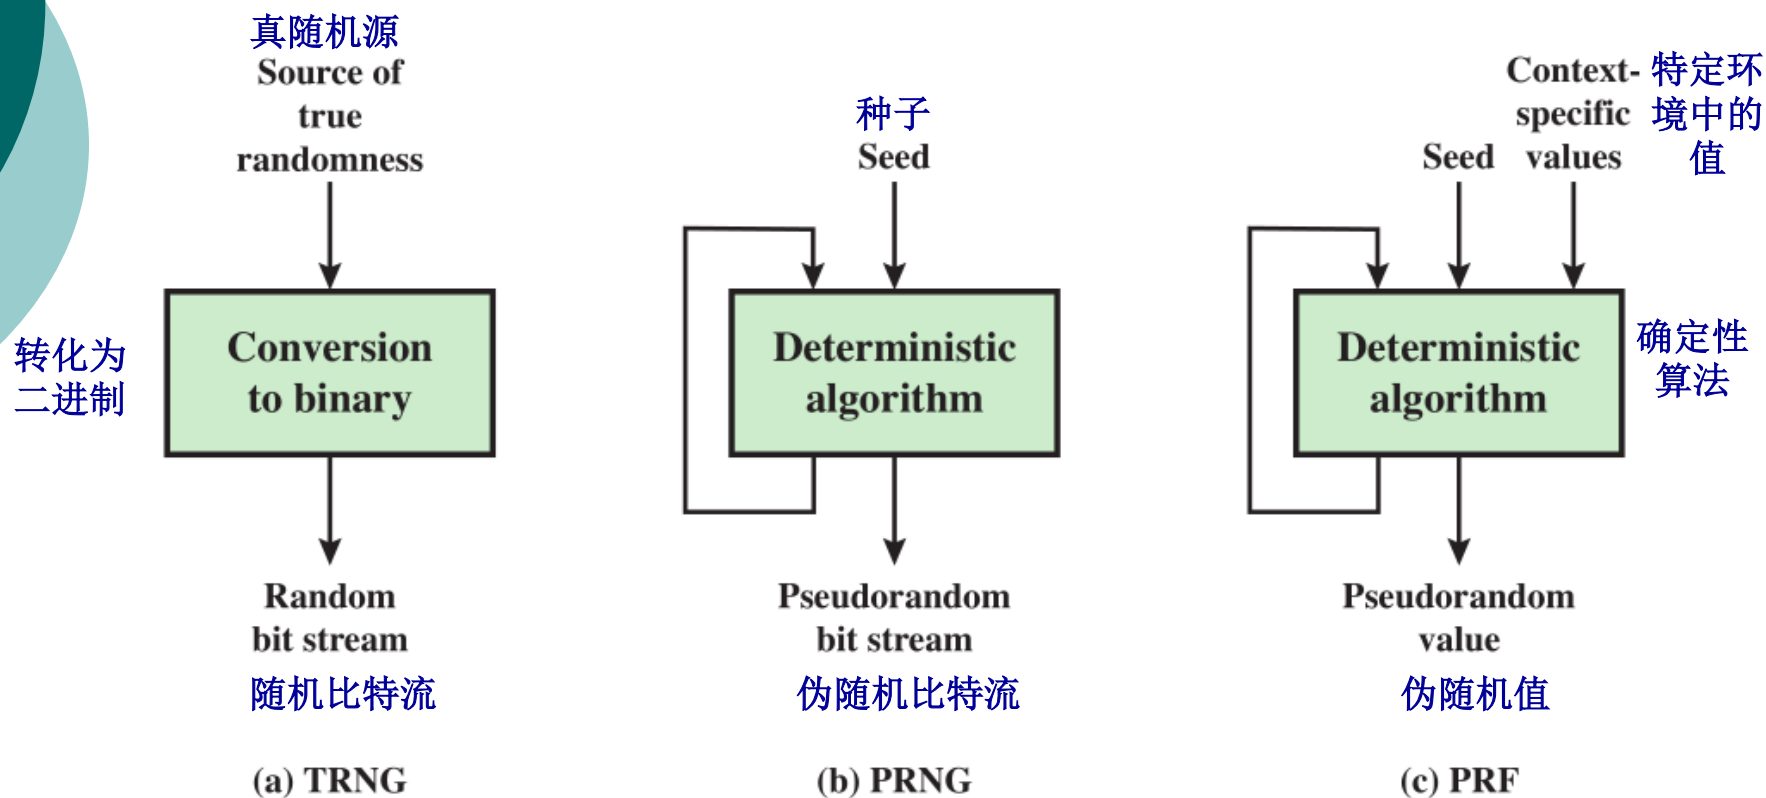 真随机源
Source of
true
randomness
转化为
二进制
Conversion
to binary
Random
bit stream
随机比特流
(a) TRNG
种子
Seed
Deterministic
algorithm
Pseudorandom
bit stream
伪随机比特流
(b) PRNG
Context-
specific
values
特定环
境中的
值
Seed
Deterministic
algorithm
确定性
算法
Pseudorandom
value
伪随机值
(c) PRF